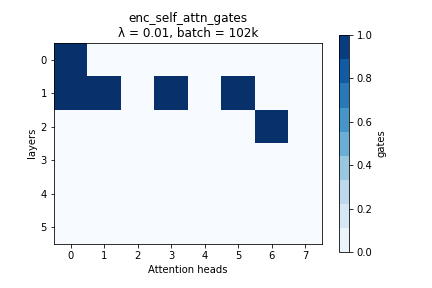 enc_self_attn_gates
λ = 0.01, batch = 102k
layers
0
1
2
3
4
5
0 1 2 3 4 5 6 7
Attention heads
1.0
0.8
0.6
0.4
0.2
0.0
gates